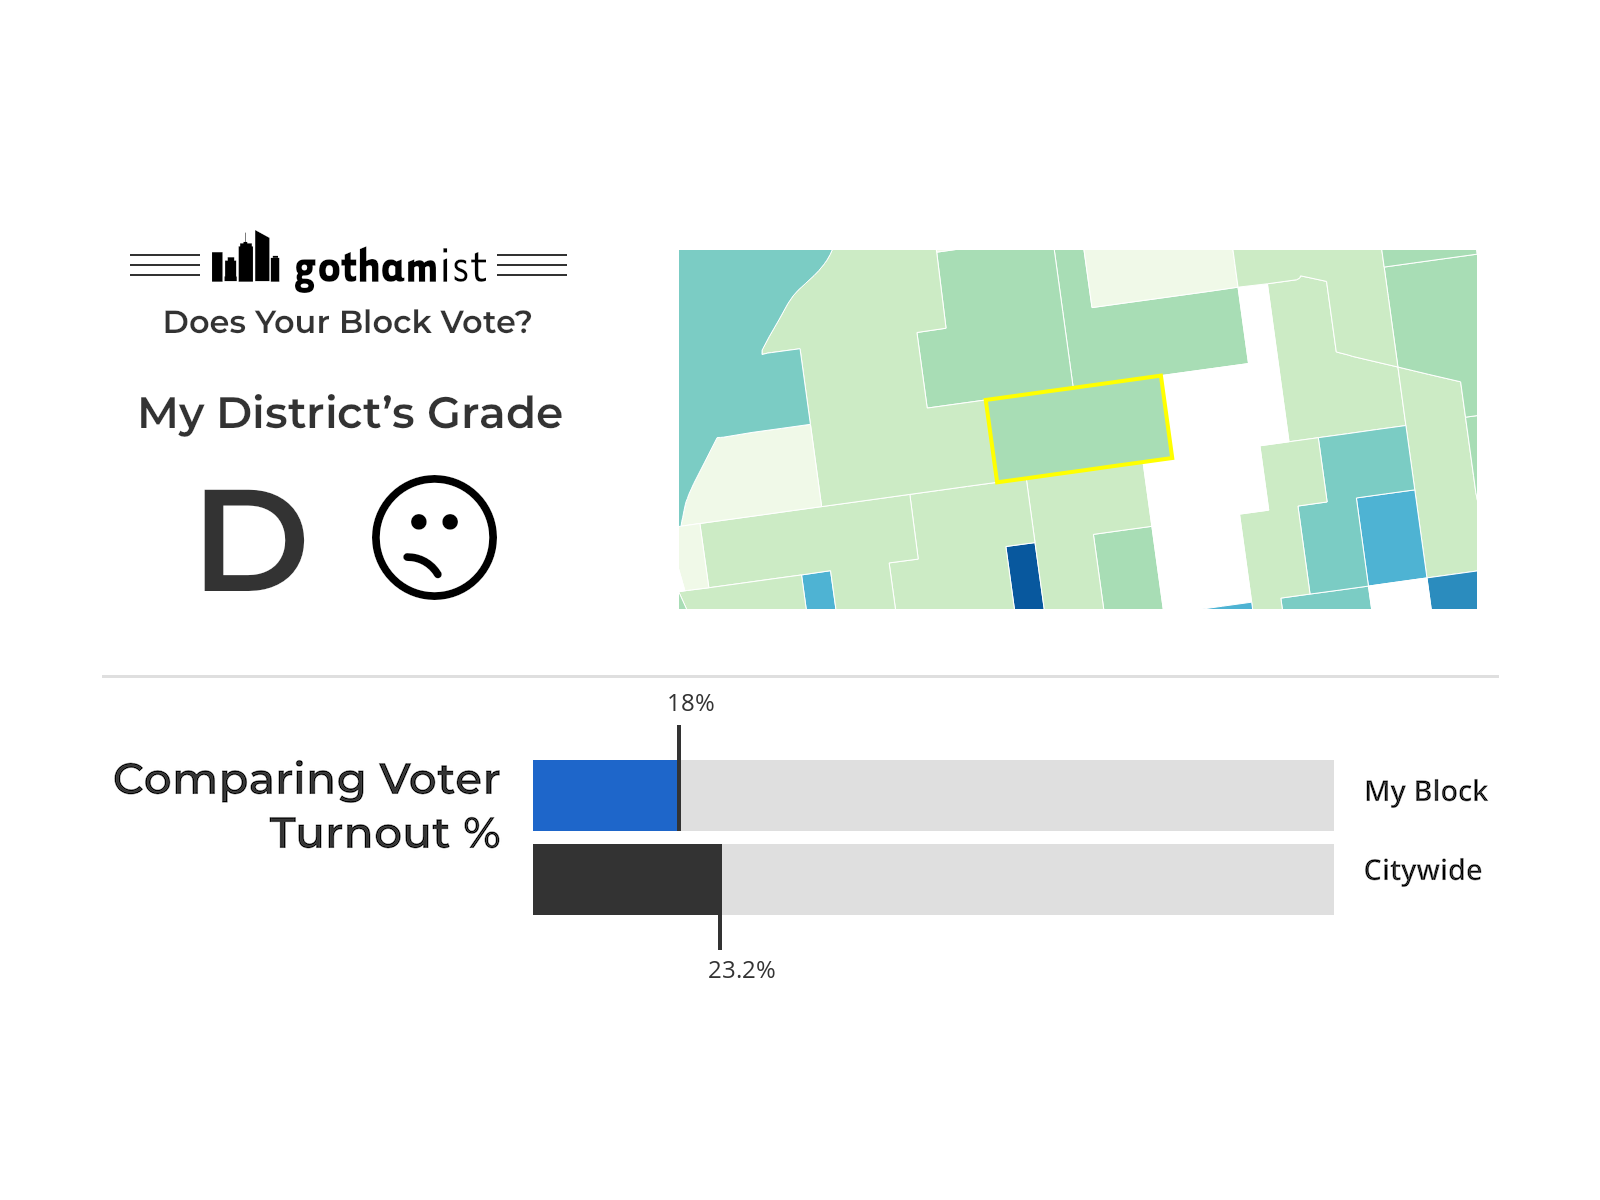 gothamist
Does Your Block Vote?
My District’s Grade
D
18%
Comparing Voter
Turnout %
My Block
Citywide
23.2%